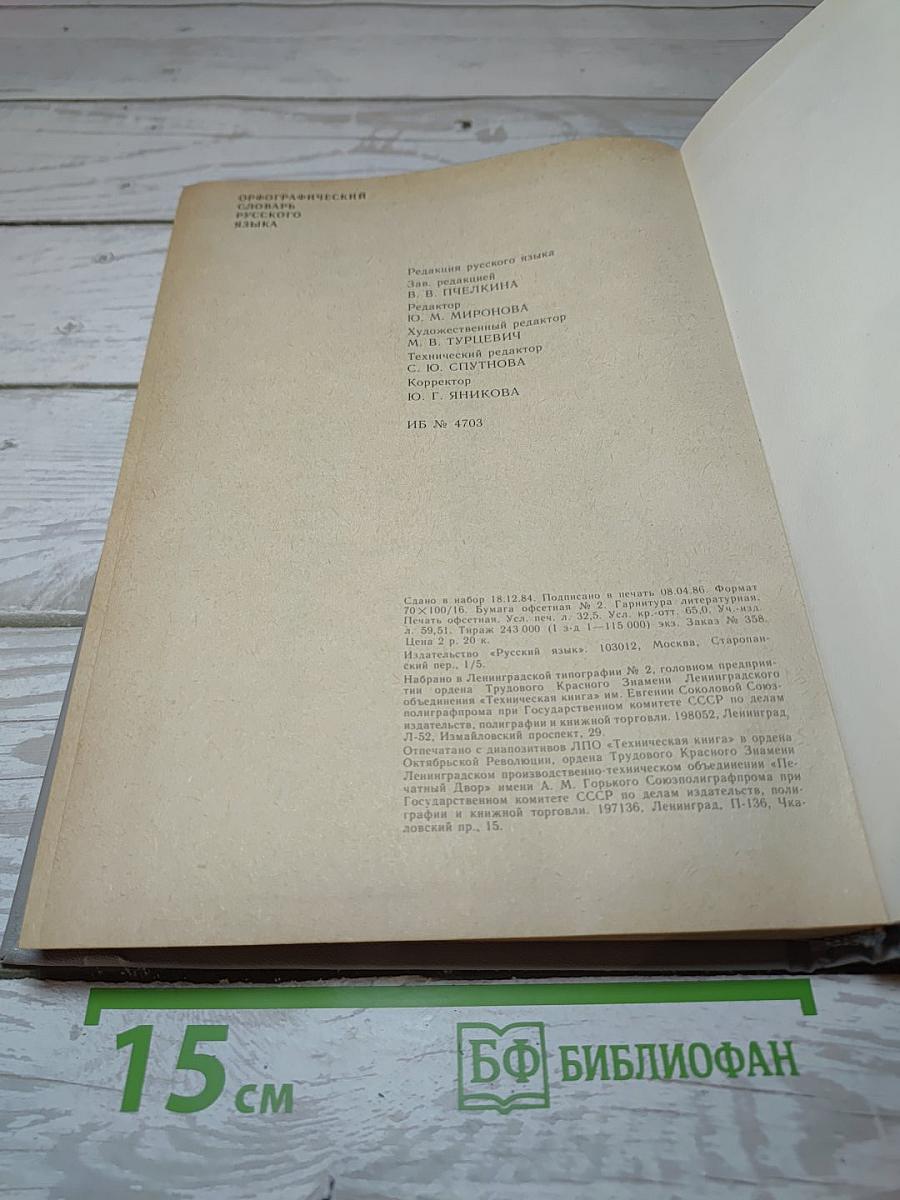 ОРФОГРАФИЧЕСКИЙ
СЛОВАРЬ
РУССКОГО
ЯЗЫКА
Редакция русского языка
Зав. редакцией
В. В. ПЧЕЛКИНА
Редактор
Ю. М. МИРОНОВА
Художественный редактор
М. В. ТУРЦЕВИЧ
Технический редактор
С. Ю. СПУТНОВА
Корректор
Ю. Г. ЯНИКОВА
ИБ № 4703
Сдано в набор 18.12.84. Подписано в печать 08.04.86. Формат
70×100/16. Бумага офсетная № 2. Гарнитура литературная.
Печать офсетная. Усл. печ. л. 32,5. Усл. кр.-отт. 65,0. Уч.-изд.
л. 59,51. Тираж 243 000 (1 з-д 1—115 000) экз. Заказ № 358.
Цена 2 р. 20 к.
Издательство «Русский язык». 103012, Москва, Старопан-
ский пер., 1/5.
Набрано в Ленинградской типографии № 2, головном предприя-
тии ордена Трудового Красного Знамени Ленинградского
объединения «Техническая книга» им. Евгении Соколовой Союз-
полиграфпрома при Государственном комитете СССР по делам
издательств, полиграфии и книжной торговли. 198052, Ленинград,
Л-52, Измайловский проспект, 29.
Отпечатано с диапозитивов ЛПО «Техническая книга» в ордена
Октябрьской Революции, ордена Трудового Красного Знамени
Ленинградском производственно-техническом объединении «Пе-
чатный Двор» имени А. М. Горького Союзполиграфпрома при
Государственном комитете СССР по делам издательств, поли-
графии и книжной торговли. 197136, Ленинград, П-136, Чка-
ловский пр., 15.
15 см
БФ БИБЛИОФАН